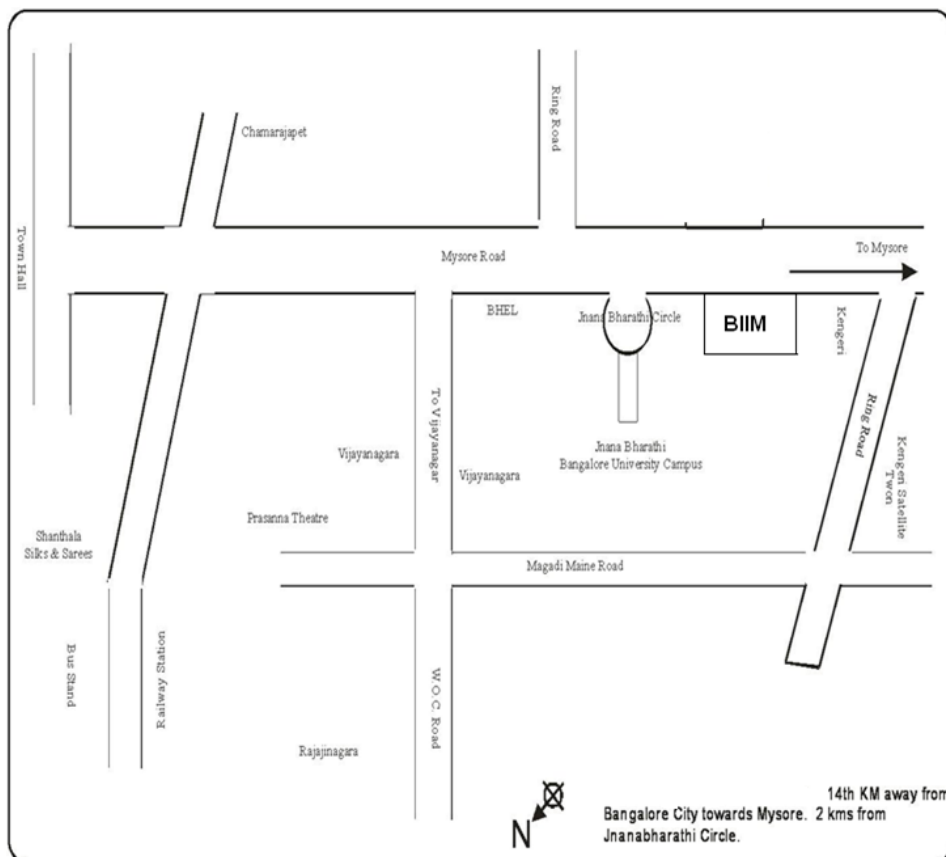 Chamarajapet
Ring Road
Town Hall
Mysore Road
To Mysore
BHEL
Jnana Bharathi Circle
BIIM
Kengeri
To Vijayanagar
Ring Road
Kengeri Satellite
Twon
Vijayanagara
Jnana Bharathi
Bangalore University Campus
Vijayanagara
Prasanna Theatre
Shanthala
Silks & Sarees
Magadi Maine Road
Bus Stand
Railway Station
W.O.C. Road
Rajajinagara
N
14th KM away from
Bangalore City towards Mysore. 2 kms from
Jnanabharathi Circle.